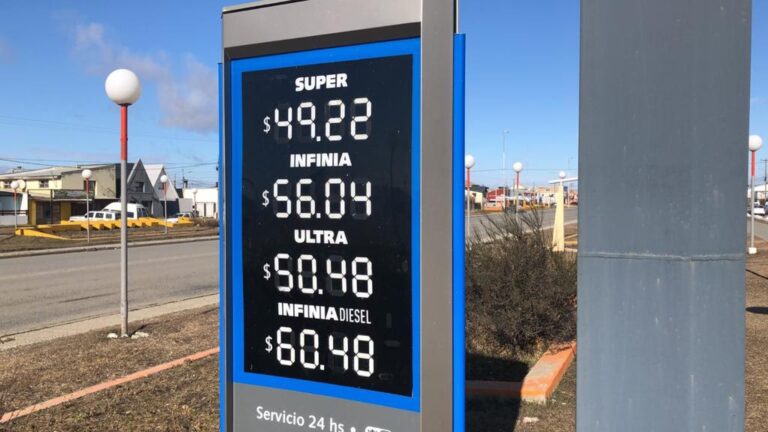 SUPER
$49.22
INFINIA
$56.04
ULTRA
$50.48
INFINIA DIESEL
$60.48
Servicio 24 hs •